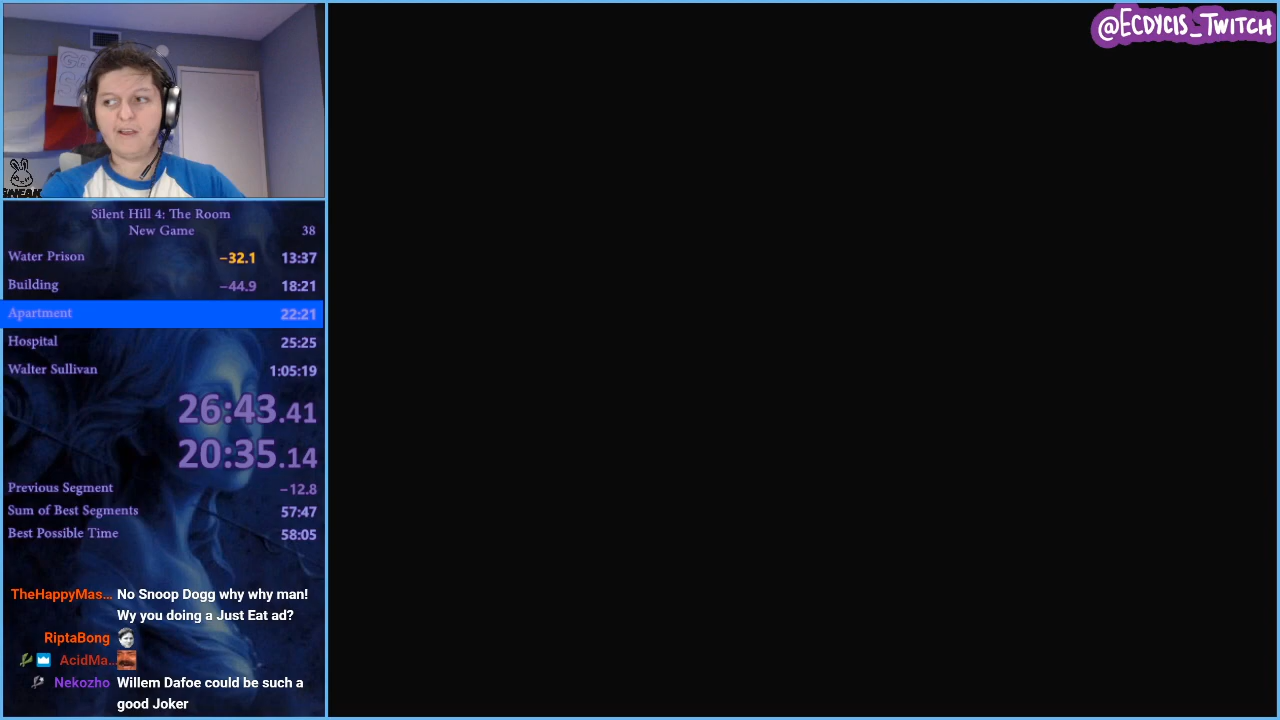 @ECDYCIS_TWITCH
SNEAK
Silent Hill 4: The Room
New Game 38
Water Prison −32.1 13:37
Building −44.9 18:21
Apartment 22:21
Hospital 25:25
Walter Sullivan 1:05:19
26:43.41
20:35.14
Previous Segment −12.8
Sum of Best Segments 57:47
Best Possible Time 58:05
TheHappyMas... No Snoop Dogg why why man!
Wy you doing a Just Eat ad?
RiptaBong
AcidMa...
Nekozho Willem Dafoe could be such a
good Joker